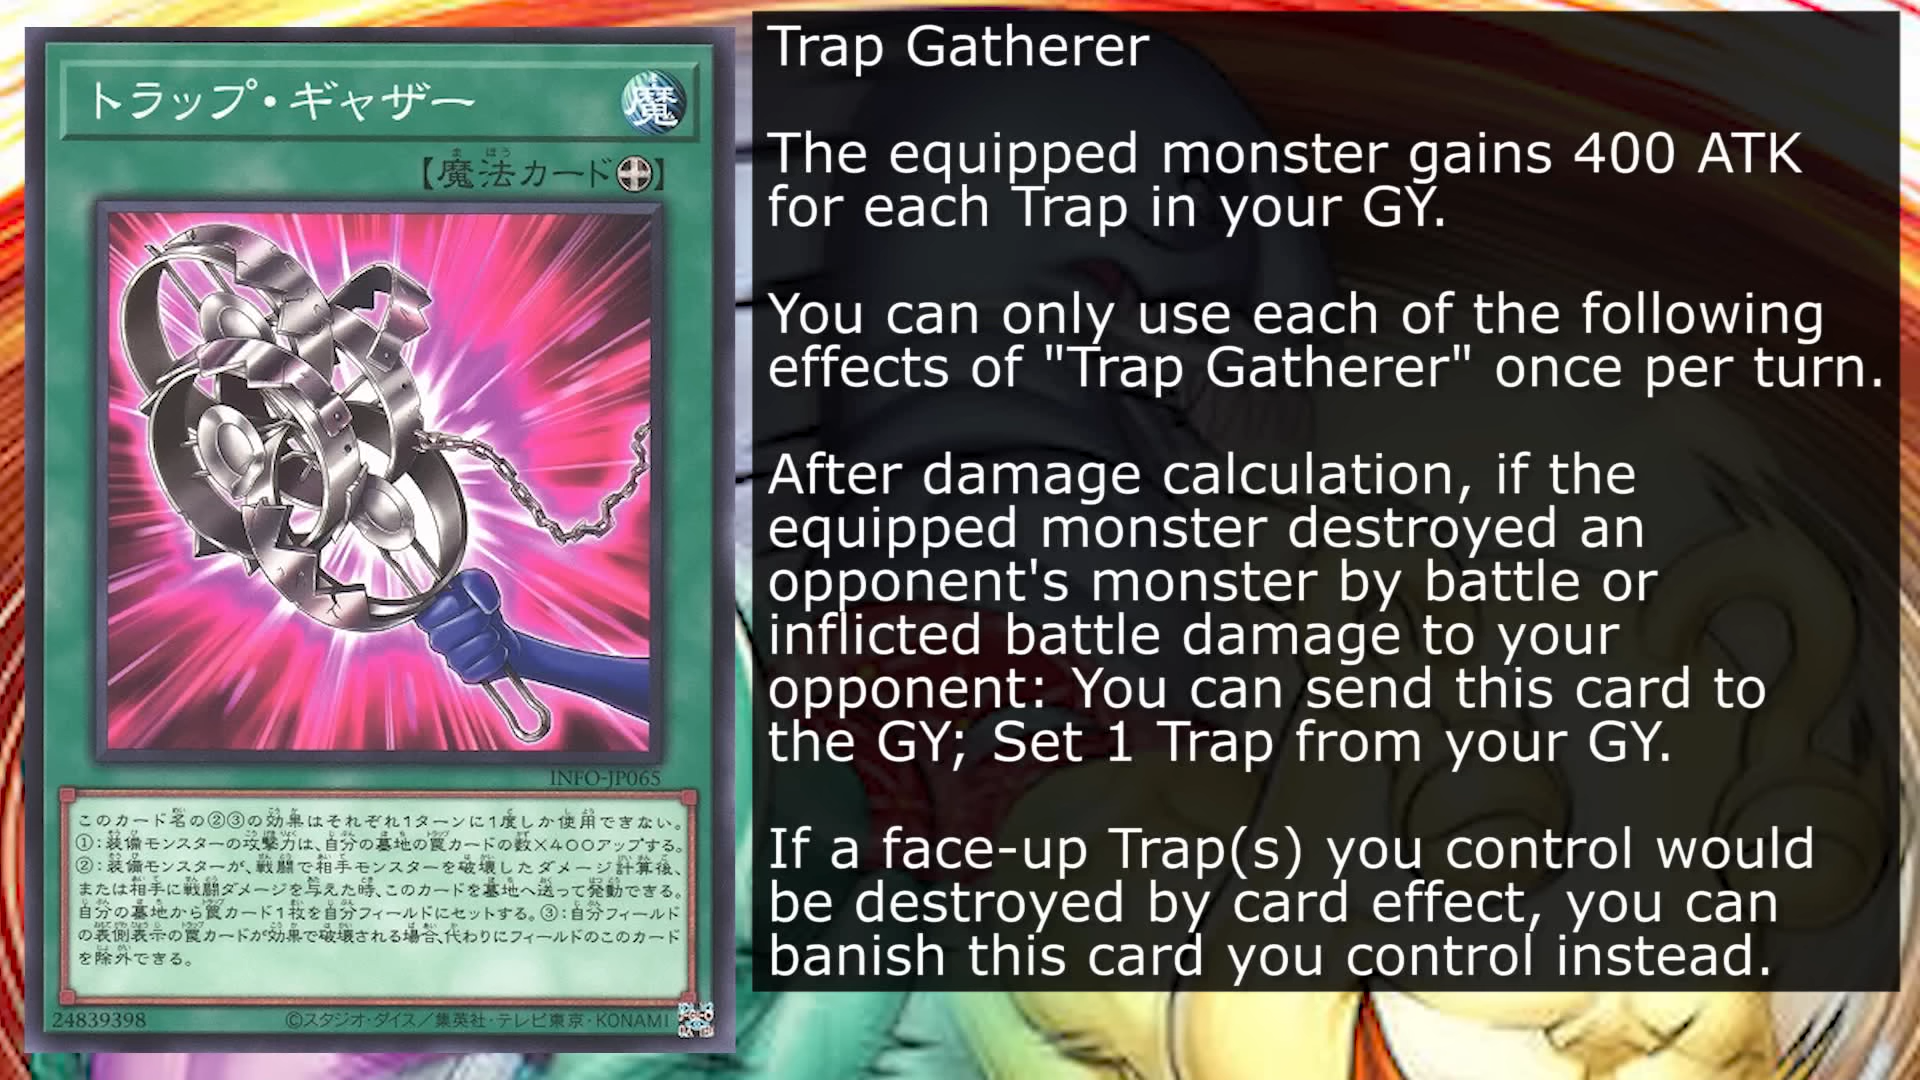 トラップ・ギャザー
魔
【魔法カード】
INFO-JP065
このカード名の②③の効果はそれぞれ1ターンに1度しか使用できない。
①:装備モンスターの攻撃力は、自分の墓地の罠カードの数×400アップする。
②:装備モンスターが、戦闘で相手モンスターを破壊したダメージ計算後、
または相手に戦闘ダメージを与えた時、このカードを墓地へ送って発動できる。
自分の墓地から罠カード1枚を自分フィールドにセットする。③:自分フィールド
の表側表示の罠カードが効果で破壊される場合、代わりにフィールドのこのカード
を除外できる。
24839398
©スタジオ・ダイス/集英社・テレビ東京・KONAMI
Trap Gatherer
The equipped monster gains 400 ATK
for each Trap in your GY.
You can only use each of the following
effects of "Trap Gatherer" once per turn.
After damage calculation, if the
equipped monster destroyed an
opponent's monster by battle or
inflicted battle damage to your
opponent: You can send this card to
the GY; Set 1 Trap from your GY.
If a face-up Trap(s) you control would
be destroyed by card effect, you can
banish this card you control instead.